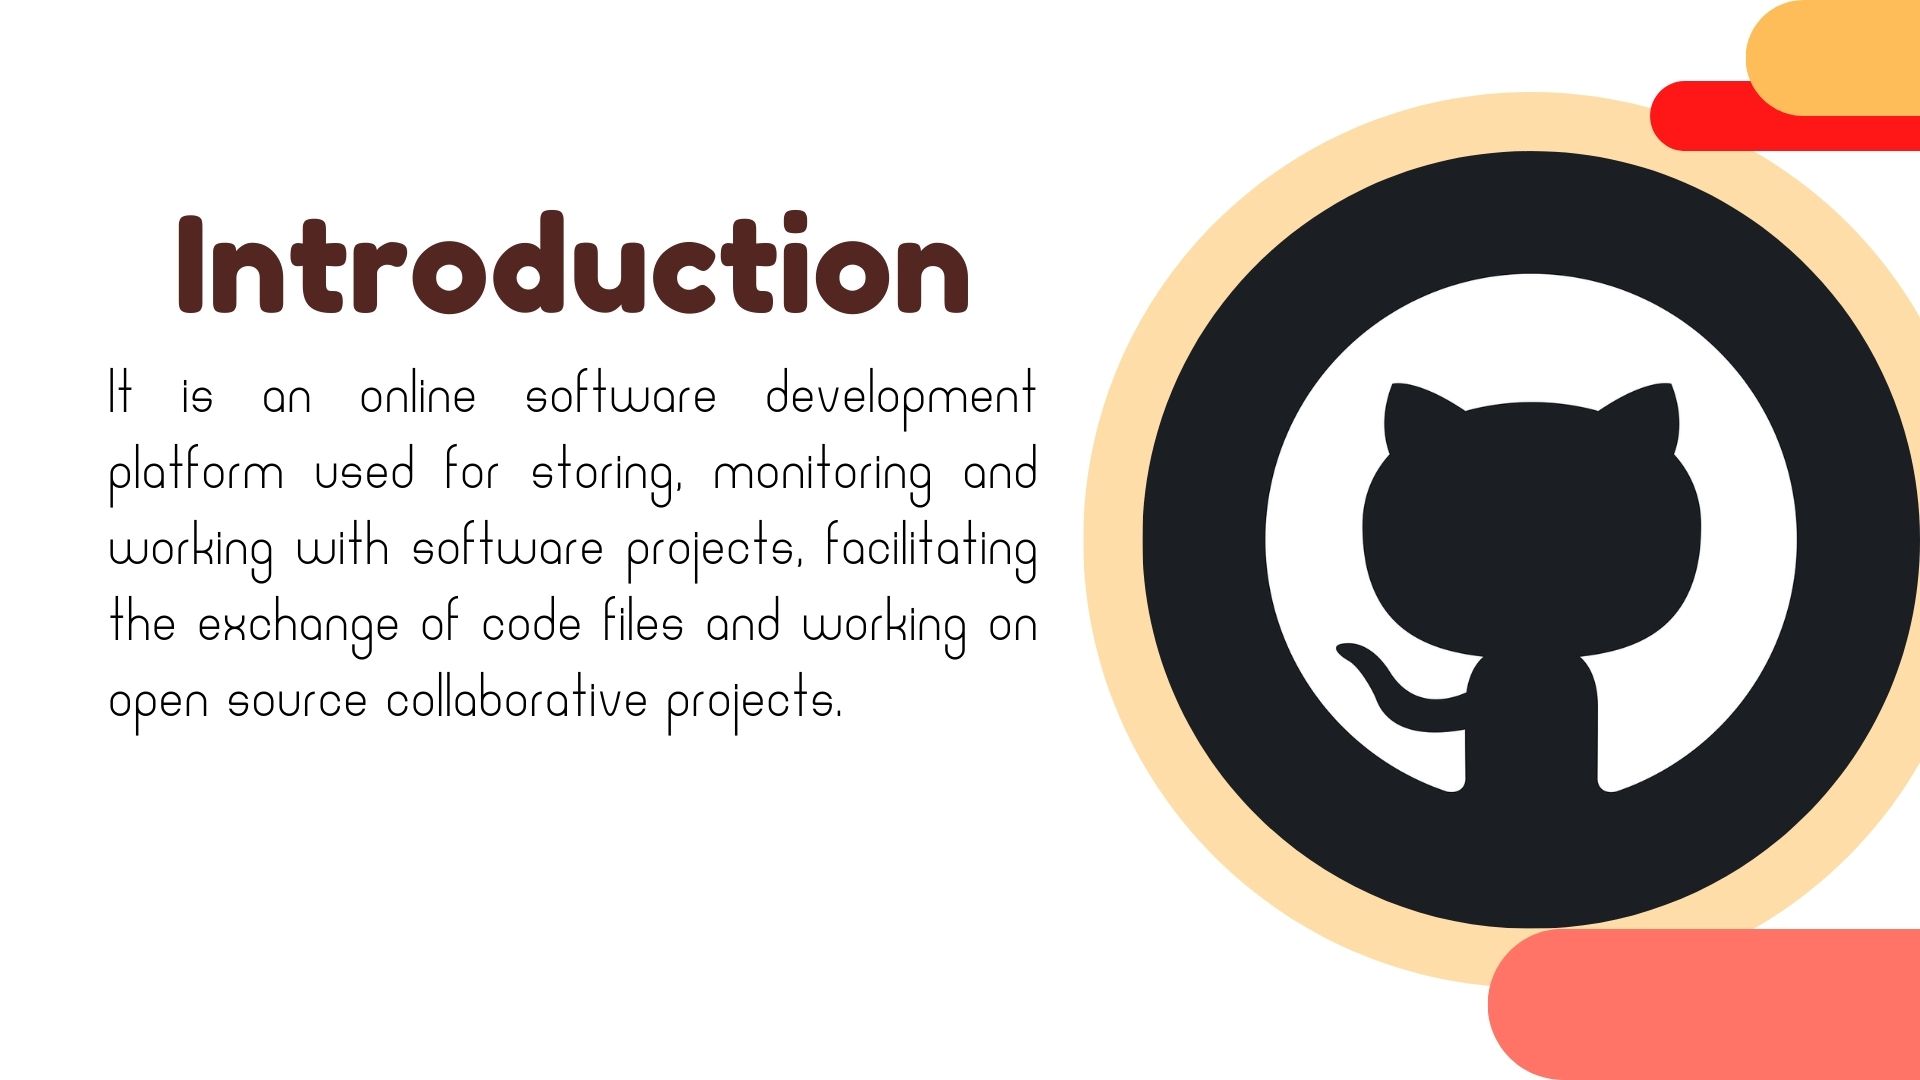 Introduction
It is an online software development
platform used for storing, monitoring and
working with software projects, facilitating
the exchange of code files and working on
open source collaborative projects.